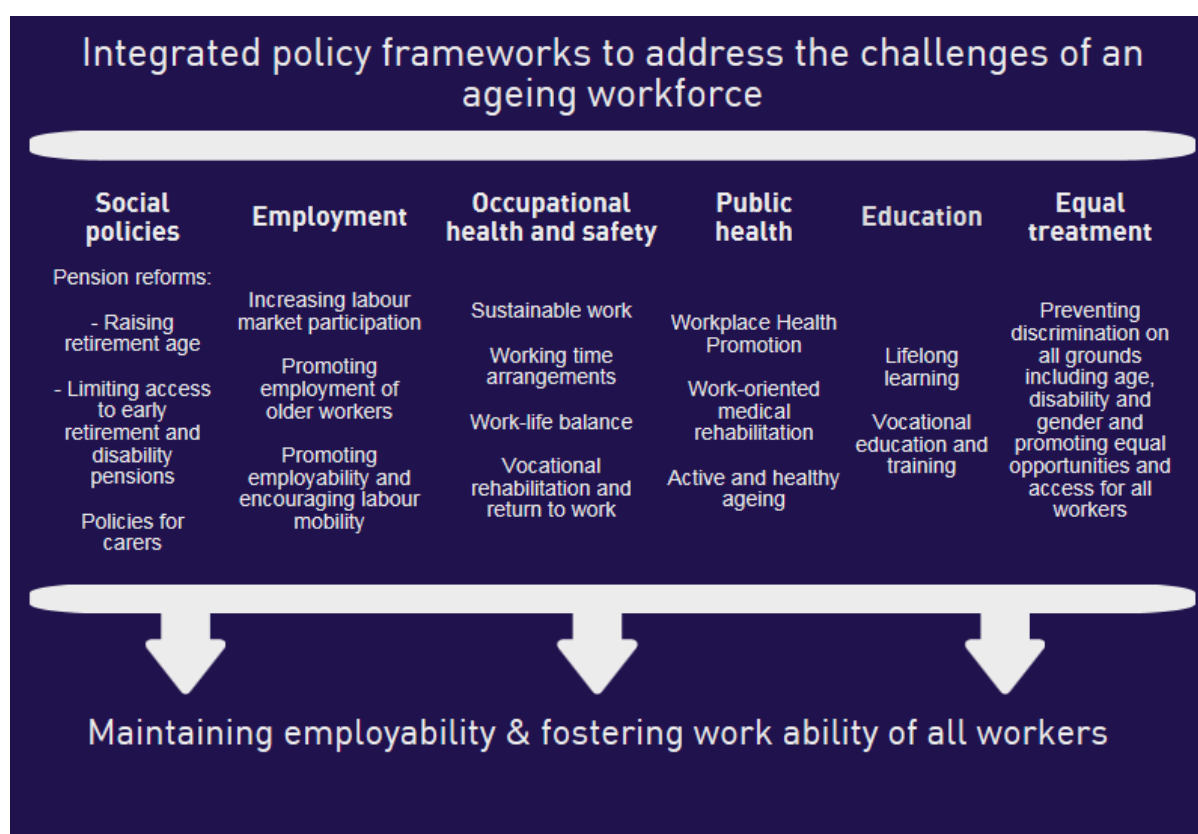 Integrated policy frameworks to address the challenges of an
ageing workforce
Social
policies
Pension reforms:
- Raising
retirement age
- Limiting access
to early
retirement and
disability
pensions
Policies for
carers
Employment
Increasing labour
market participation
Promoting
employment of
older workers
Promoting
employability and
encouraging labour
mobility
Occupational
health and safety
Sustainable work
Working time
arrangements
Work-life balance
Vocational
rehabilitation and
return to work
Public
health
Workplace Health
Promotion
Work-oriented
medical
rehabilitation
Active and healthy
ageing
Education
Lifelong
learning
Vocational
education and
training
Equal
treatment
Preventing
discrimination on
all grounds
including age,
disability and
gender and
promoting equal
opportunities and
access for all
workers
Maintaining employability & fostering work ability of all workers